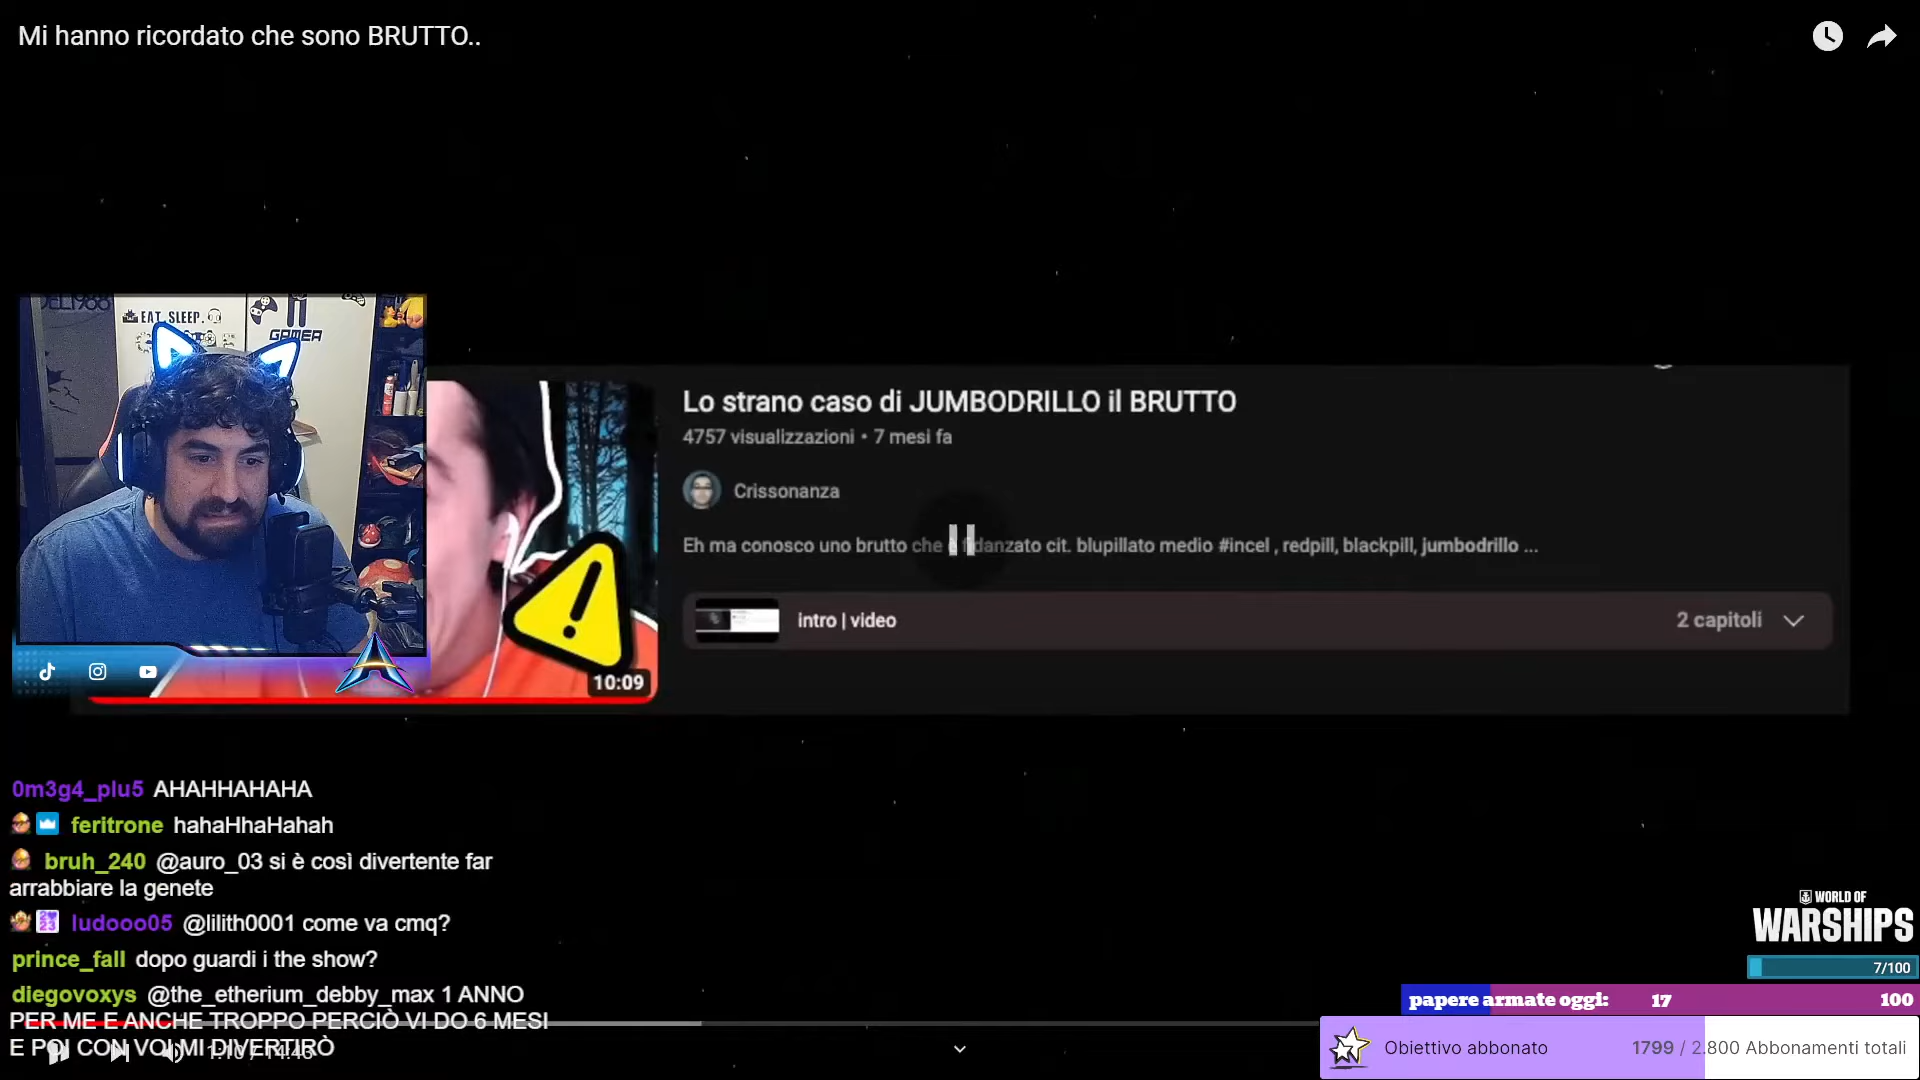 Mi hanno ricordato che sono BRUTTO..
EAT SLEEP.
GAMER
Lo strano caso di JUMBODRILLO il BRUTTO
4757 visualizzazioni • 7 mesi fa
Crissonanza
Eh ma conosco uno brutto che è fidanzato cit. blupillato medio #incel , redpill, blackpill, jumbodrillo ...
intro | video
2 capitoli
10:09
0m3g4_plu5 AHAHHAHAHA
feritrone hahaHhaHahah
bruh_240 @auro_03 si è così divertente far
arrabbiare la genete
ludooo05 @lilith0001 come va cmq?
prince_fall dopo guardi i the show?
diegovoxys @the_etherium_debby_max 1 ANNO
PER ME E ANCHE TROPPO PERCIÒ VI DO 6 MESI
E POI CON VOI MI DIVERTIRÒ
WORLD OF
WARSHIPS
7/100
papere armate oggi: 17 100
Obiettivo abbonato 1799 / 2.800 Abbonamenti totali